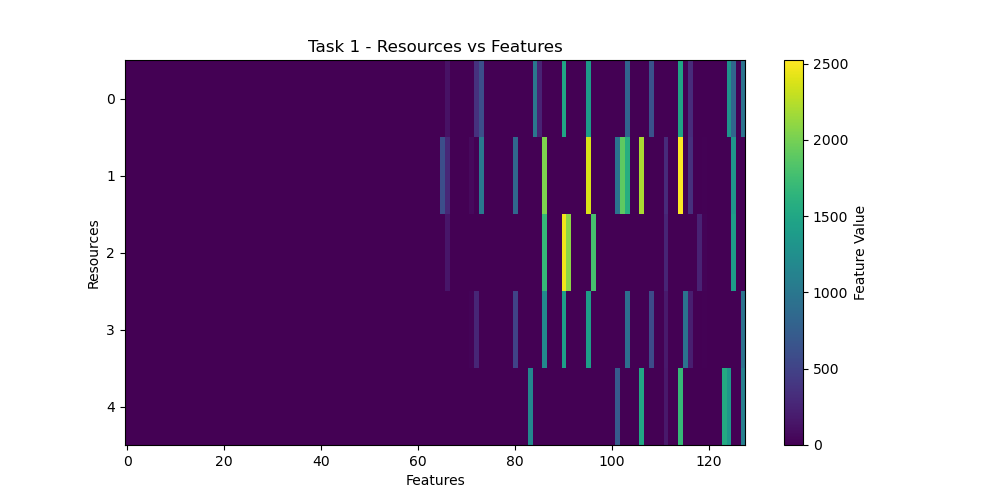 Task 1 - Resources vs Features
Resources
0
1
2
3
4
0 20 40 60 80 100 120
Features
2500
2000
1500
1000
500
0
Feature Value